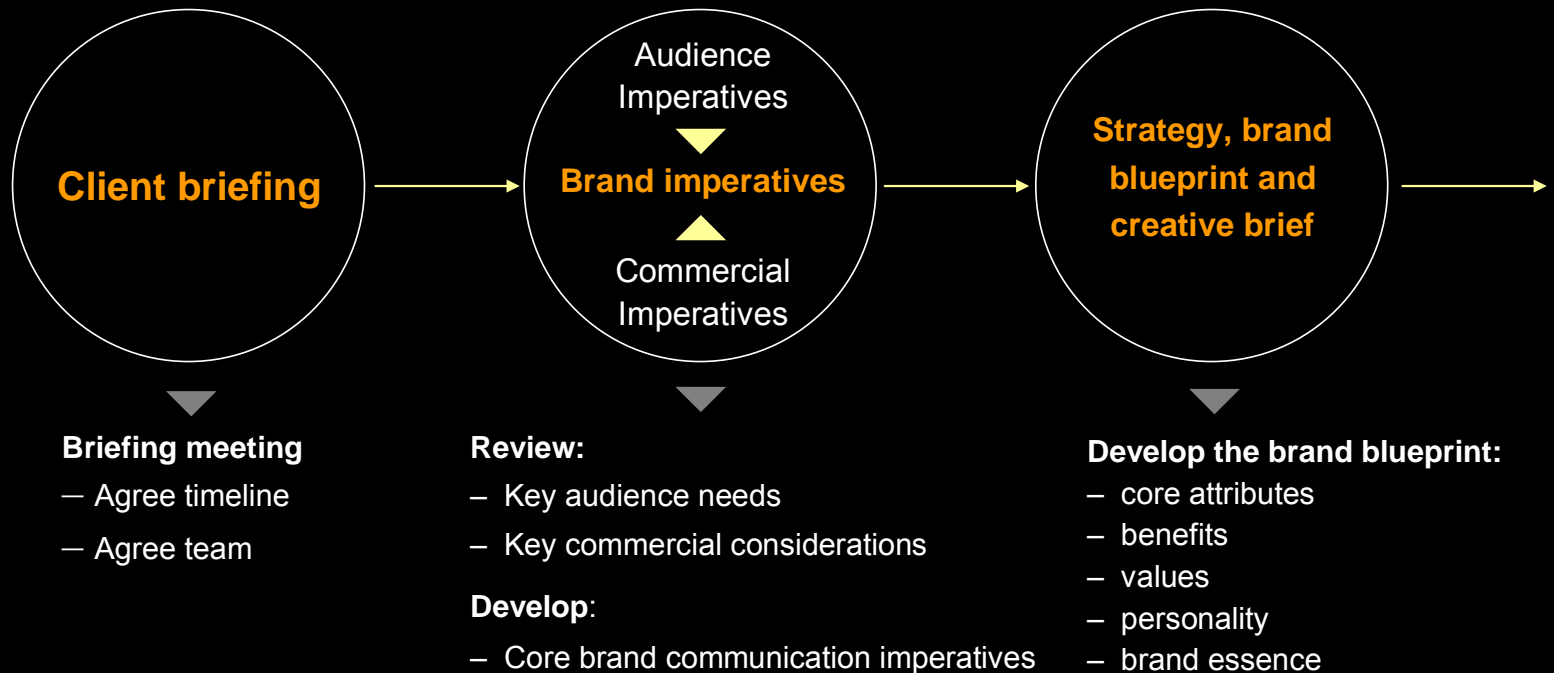 Client briefing
Audience
Imperatives
Brand imperatives
Commercial
Imperatives
Strategy, brand
blueprint and
creative brief
Briefing meeting
— Agree timeline
— Agree team
Review:
– Key audience needs
– Key commercial considerations
Develop:
– Core brand communication imperatives
Develop the brand blueprint:
– core attributes
– benefits
– values
– personality
– brand essence